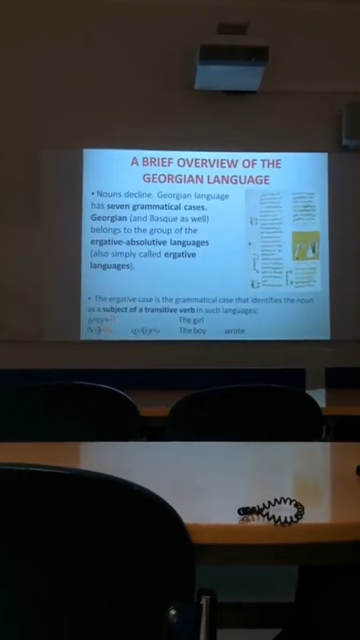 A BRIEF OVERVIEW OF THE
GEORGIAN LANGUAGE
• Nouns decline. Georgian language
has seven grammatical cases.
Georgian (and Basque as well)
belongs to the group of the
ergative-absolutive languages
(also simply called ergative
languages).
• The ergative case is the grammatical case that identifies the noun
as a subject of a transitive verb in such languages:
The girl
The boy wrote